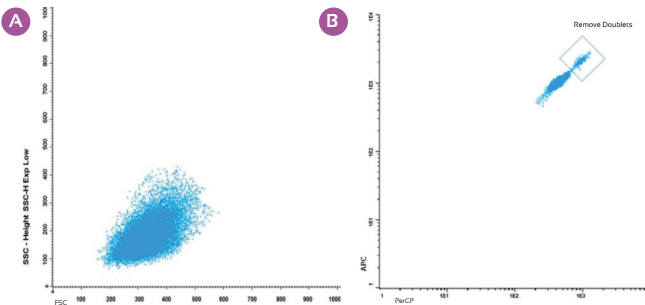 A
1000
900
800
700
600
500
400
300
200
100
0
SSC - Height SSC-H Exp Low
FSC
100
200
300
400
500
600
700
800
900
1000
B
Remove Doublets
1E4
1E3
1E2
1E1
1
APC
1
1E1
1E2
1E3
PerCP